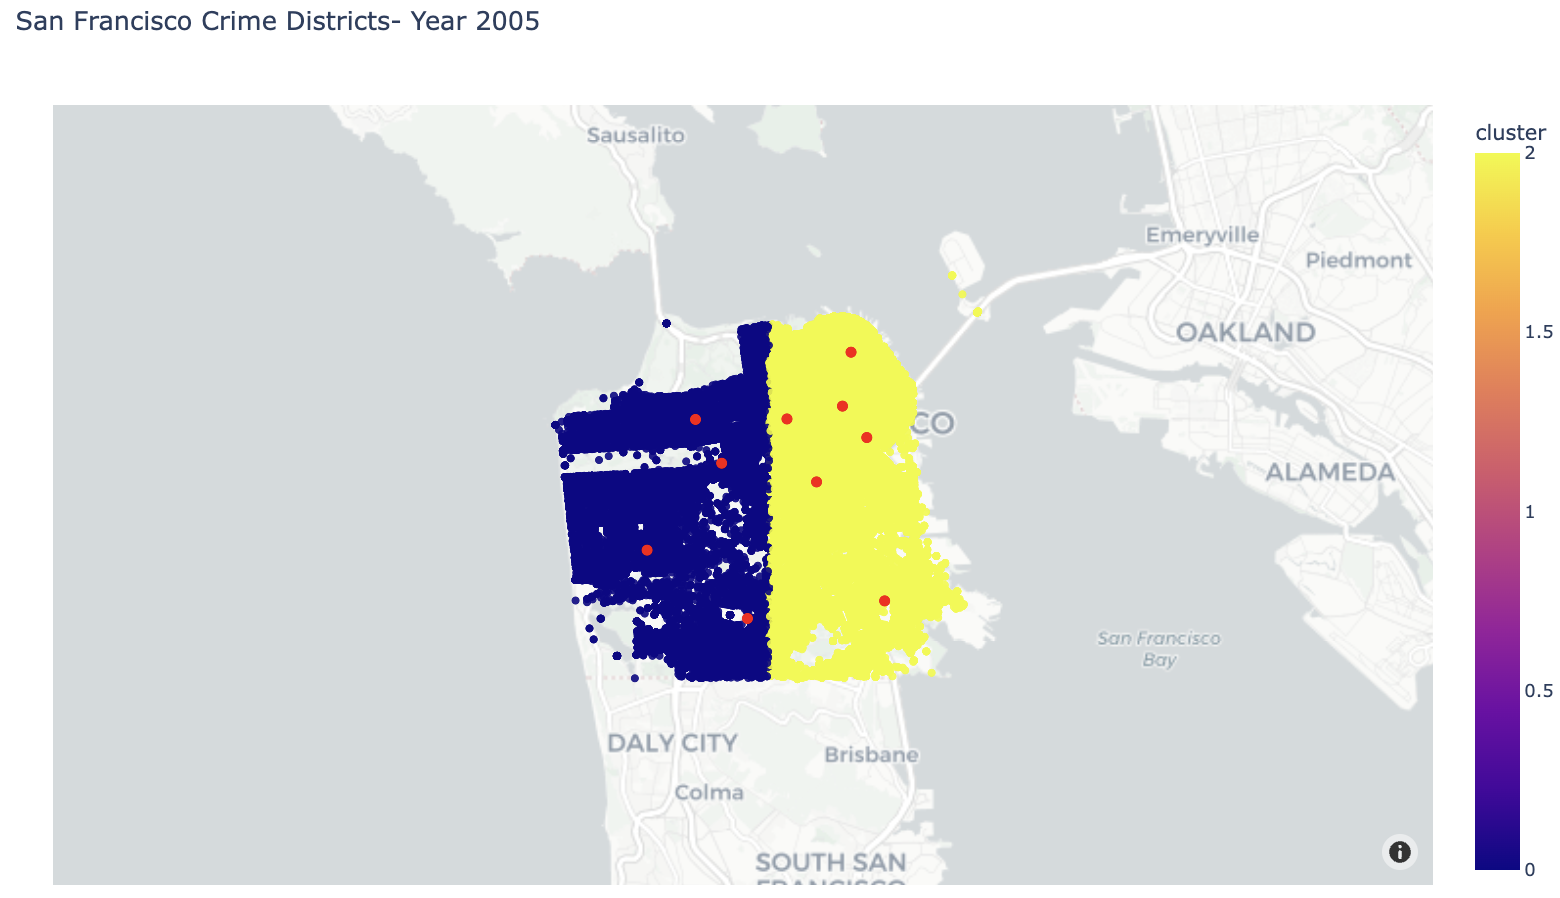 San Francisco Crime Districts- Year 2005
cluster
2
1.5
1
0.5
0
Sausalito
Emeryville
Piedmont
OAKLAND
CO
ALAMEDA
San Francisco
Bay
DALY CITY
Brisbane
Colma
SOUTH SAN
FRANCISCO